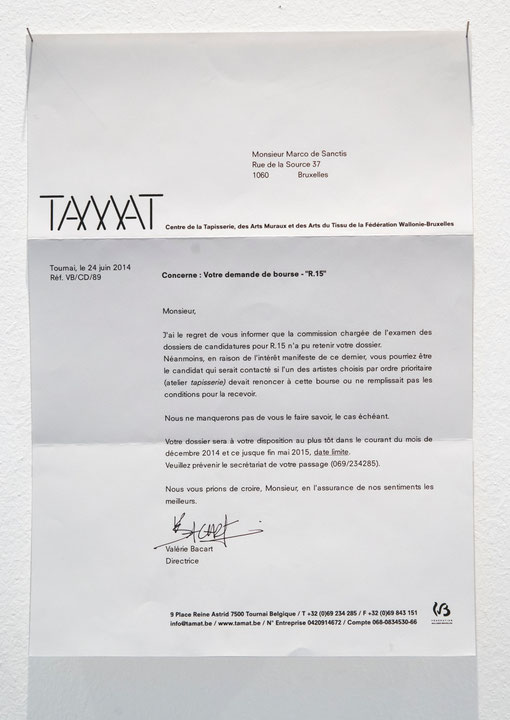 Monsieur Marco de Sanctis
Rue de la Source 37
1060 Bruxelles
TAMAT
Centre de la Tapisserie, des Arts Muraux et des Arts du Tissu de la Fédération Wallonie-Bruxelles
Tournai, le 24 juin 2014
Réf. VB/CD/89
Concerne : Votre demande de bourse - "R.15"
Monsieur,
J'ai le regret de vous informer que la commission chargée de l'examen des
dossiers de candidatures pour R.15 n'a pu retenir votre dossier.
Néanmoins, en raison de l'intérêt manifeste de ce dernier, vous pourriez être
le candidat qui serait contacté si l'un des artistes choisis par ordre prioritaire
(atelier tapisserie) devait renoncer à cette bourse ou ne remplissait pas les
conditions pour la recevoir.
Nous ne manquerons pas de vous le faire savoir, le cas échéant.
Votre dossier sera à votre disposition au plus tôt dans le courant du mois de
décembre 2014 et ce jusque fin mai 2015, date limite.
Veuillez prévenir le secrétariat de votre passage (069/234285).
Nous vous prions de croire, Monsieur, en l'assurance de nos sentiments les
meilleurs.
Valérie Bacart
Directrice
9 Place Reine Astrid 7500 Tournai Belgique / T +32 (0)69 234 285 / F +32 (0)69 843 151
info@tamat.be / www.tamat.be / N° Entreprise 0420914672 / Compte 068-0834530-66